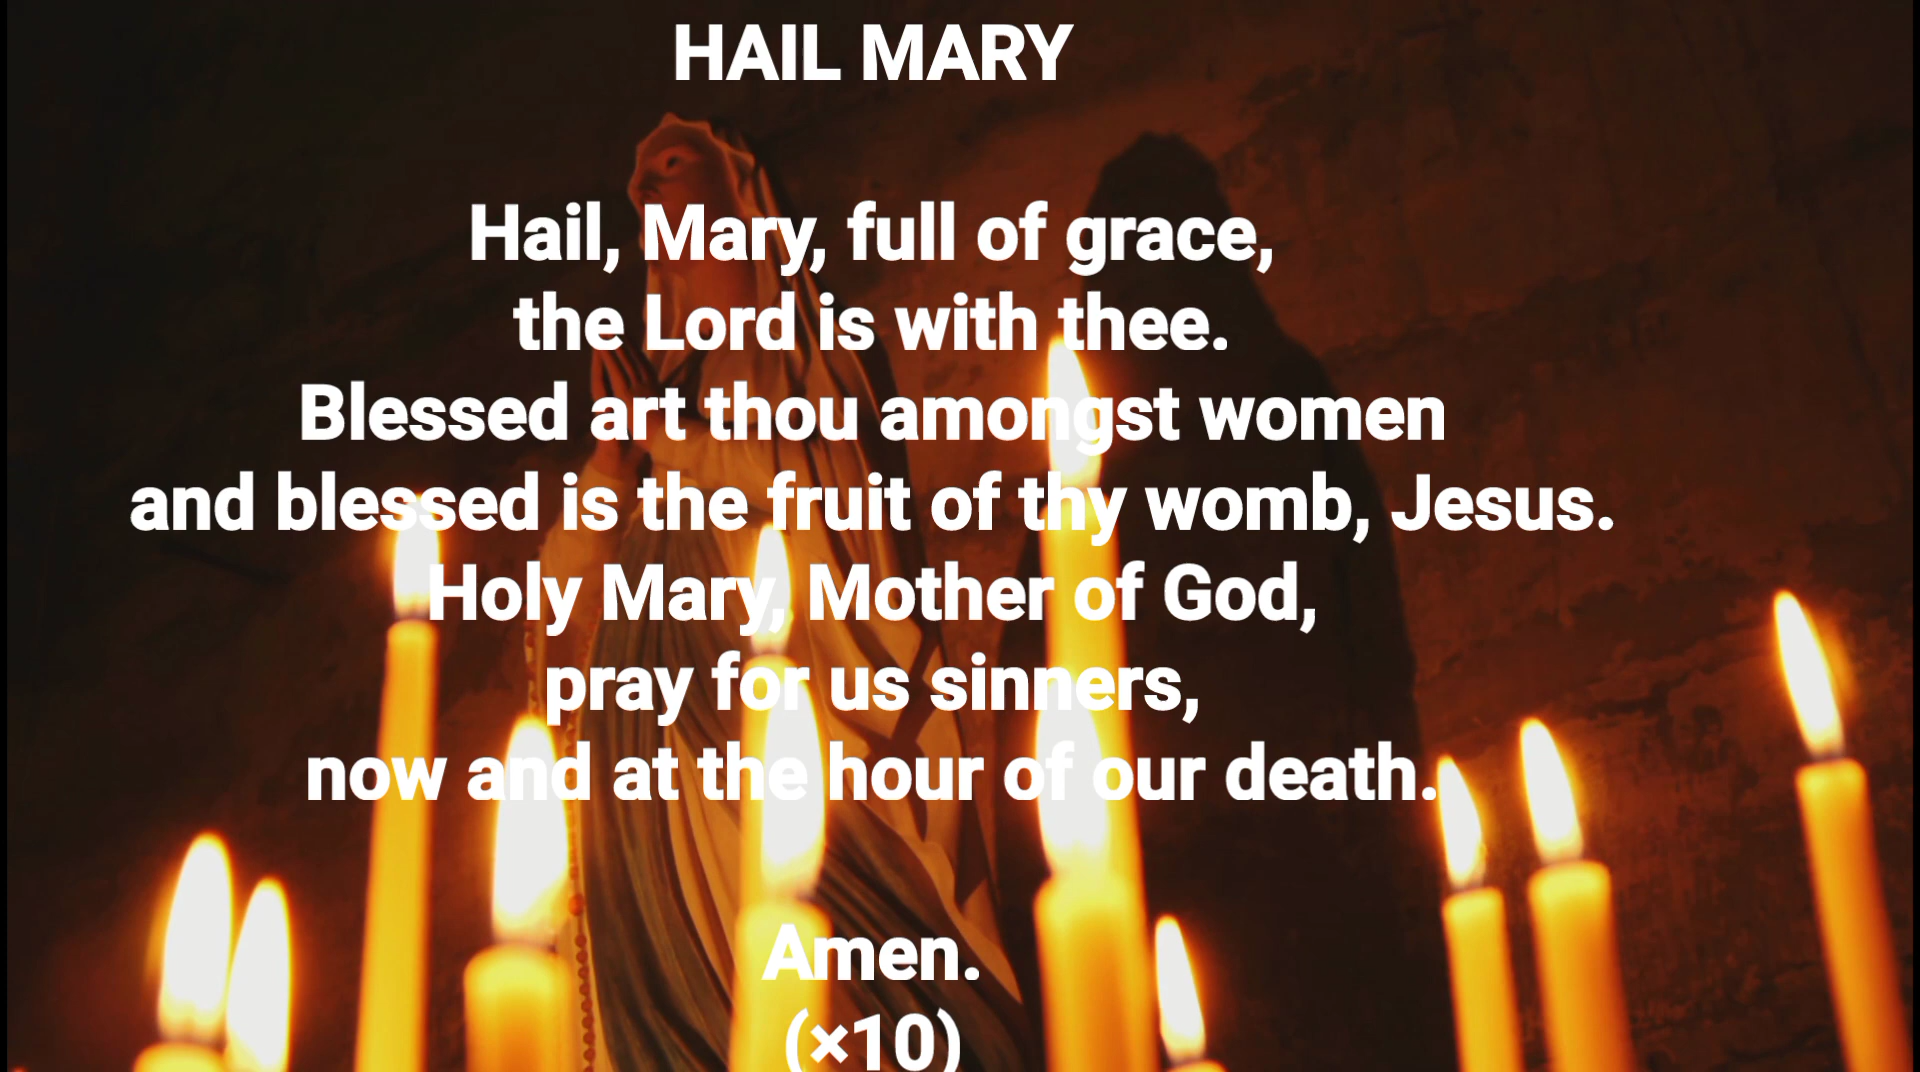 HAIL MARY
Hail, Mary, full of grace,
the Lord is with thee.
Blessed art thou amongst women
and blessed is the fruit of thy womb, Jesus.
Holy Mary, Mother of God,
pray for us sinners,
now and at the hour of our death.
Amen.
(×10)